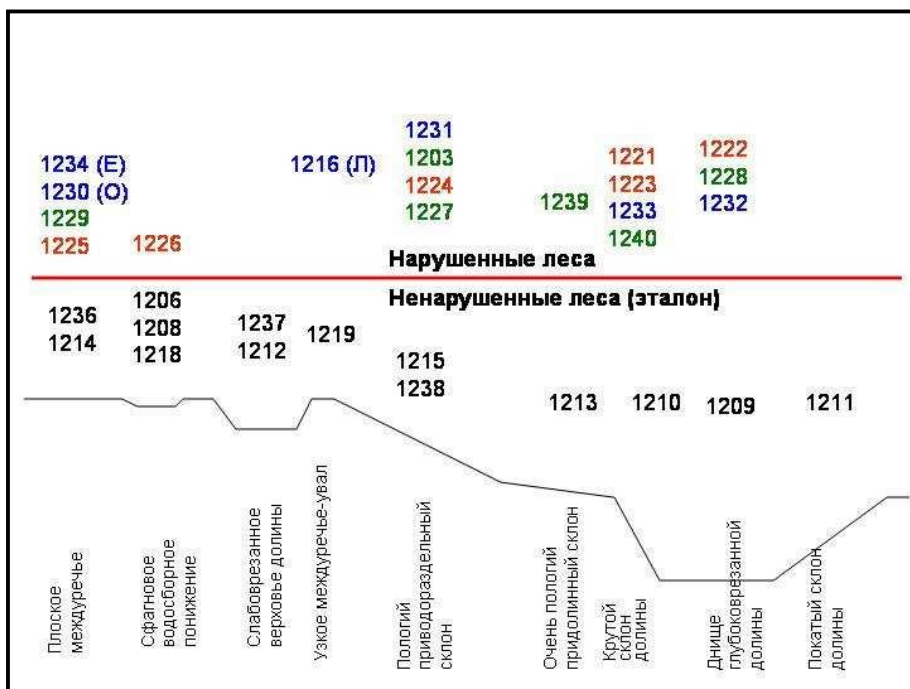 1234 (Е)
1230 (О)
1229
1225
1226
1216 (Л)
1231
1203
1224
1227
1239
1221
1223
1233
1240
1222
1228
1232
Нарушенные леса
Ненарушенные леса (эталон)
1236
1214
1206
1208
1218
1237
1212
1219
1215
1238
1213
1210
1209
1211
Плоское
междуречье
Сфагновое
водосборное
понижение
Слабоврезанное
верховье долины
Узкое междуречье-увал
Пологий
приводораздельный
склон
Очень пологий
придолинный склон
Крутой
склон
долины
Днище
глубоковрезанной
долины
Покатый склон
долины